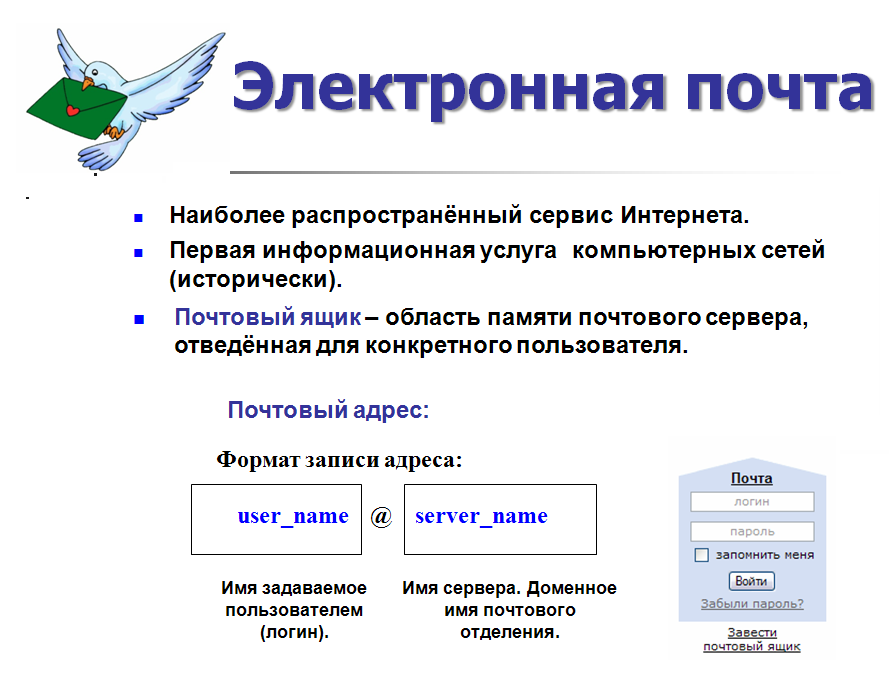 Электронная почта
Наиболее распространённый сервис Интернета.
Первая информационная услуга компьютерных сетей
(исторически).
Почтовый ящик – область памяти почтового сервера,
отведённая для конкретного пользователя.
Почтовый адрес:
Формат записи адреса:
user_name @ server_name
Имя задаваемое
пользователем
(логин).
Имя сервера. Доменное
имя почтового
отделения.
Почта
логин
пароль
запомнить меня
Войти
Забыли пароль?
Завести
почтовый ящик